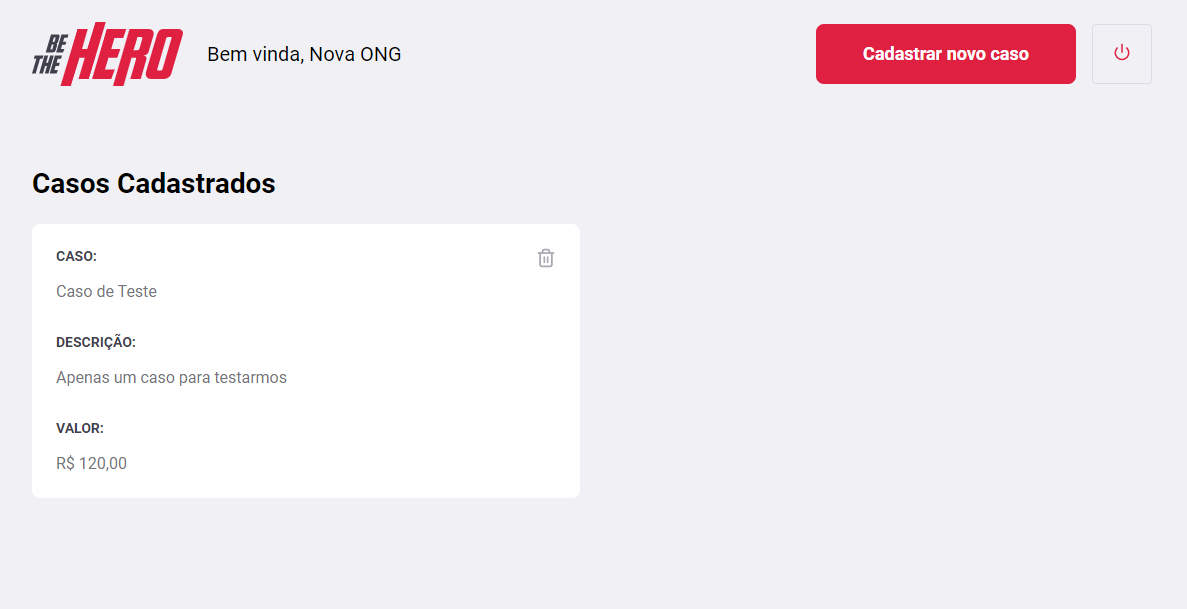 BE THE HERO
Bem vinda, Nova ONG
Cadastrar novo caso
Casos Cadastrados
CASO:
Caso de Teste
DESCRIÇÃO:
Apenas um caso para testarmos
VALOR:
R$ 120,00